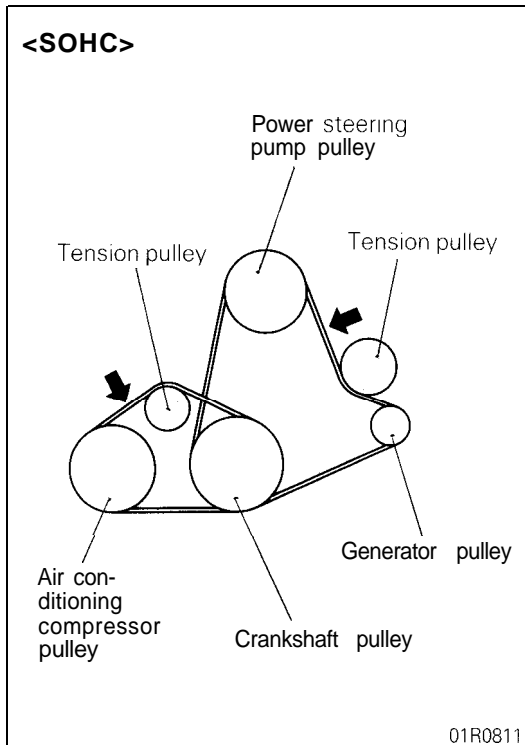 <SOHC>
Power steering
pump pulley
Tension pulley
Tension pulley
Generator pulley
Air con-
ditioning
compressor
pulley
Crankshaft pulley
01R0811